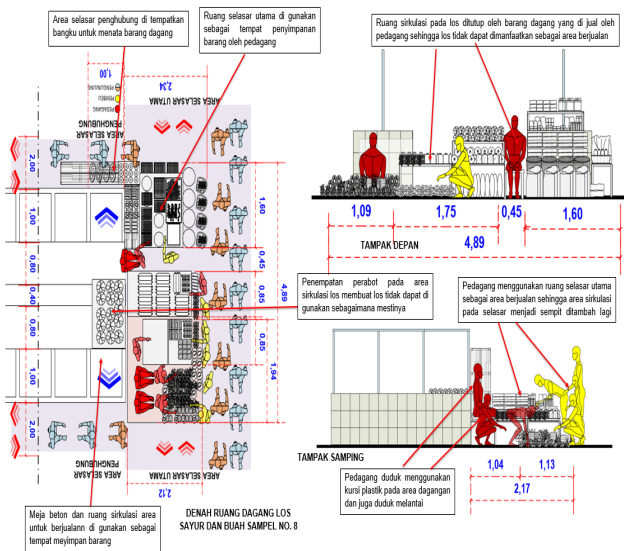 Area selasar penghubung di tempatkan
bangku untuk menata barang dagang
Ruang selasar utama di gunakan
sebagai tempat penyimpanan
barang oleh pedagang
Ruang sirkulasi pada los ditutup oleh barang dagang yang di jual oleh
pedagang sehingga los tidak dapat dimanfaatkan sebagai area berjualan
1,00
PENGUNJUNG
PEMBELI
PEDAGANG
AREA SELASAR
PENGHUBUNG
2,34
AREA SELASAR UTAMA
2,00
1,00
0,80
0,40
0,80
1,00
2,00
1,60
0,45
4,89
0,85
0,85
1,94
AREA SELASAR
PENGHUBUNG
2,12
AREA SELASAR UTAMA
1,09
1,75
0,45
1,60
TAMPAK DEPAN
4,89
Penempatan perabot pada area
sirkulasi los membuat los tidak dapat di
gunakan sebagaimana mestinya
Pedagang menggunakan ruang selasar utama
sebagai area berjualan sehingga area sirkulasi
pada selasar menjadi sempit ditambah lagi
TAMPAK SAMPING
Pedagang duduk menggunakan
kursi plastik pada area dagangan
dan juga duduk melantai
1,04
1,13
2,17
DENAH RUANG DAGANG LOS
SAYUR DAN BUAH SAMPEL NO. 8
Meja beton dan ruang sirkulasi area
untuk berjualann di gunakan sebagai
tempat meyimpan barang